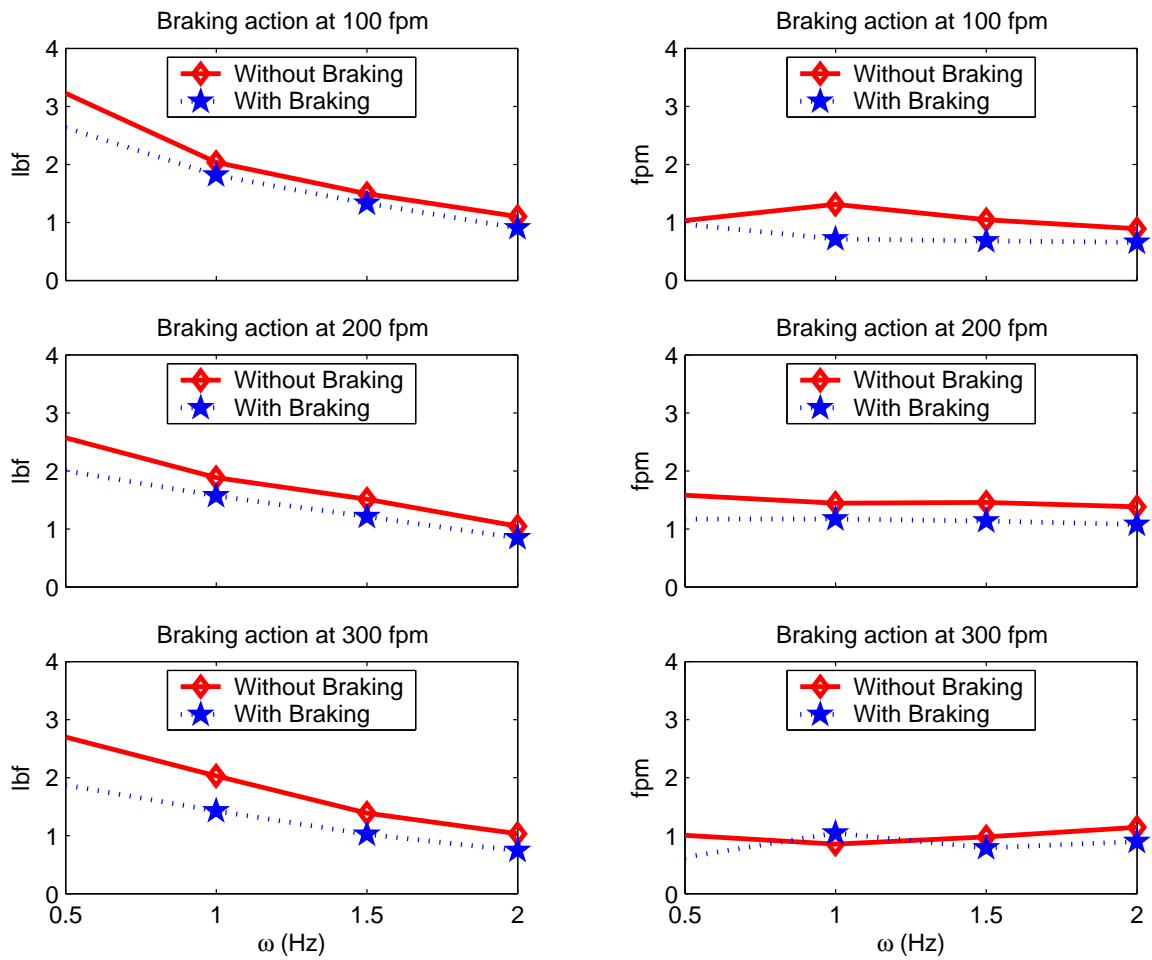 Braking action at 100 fpm
4
3
2
1
0
lbf
Without Braking
With Braking
Braking action at 100 fpm
4
3
2
1
0
fpm
Without Braking
With Braking
Braking action at 200 fpm
4
3
2
1
0
lbf
Without Braking
With Braking
Braking action at 200 fpm
4
3
2
1
0
fpm
Without Braking
With Braking
Braking action at 300 fpm
4
3
2
1
0
lbf
Without Braking
With Braking
0.5 1 1.5 2
ω (Hz)
Braking action at 300 fpm
4
3
2
1
0
fpm
Without Braking
With Braking
0.5 1 1.5 2
ω (Hz)